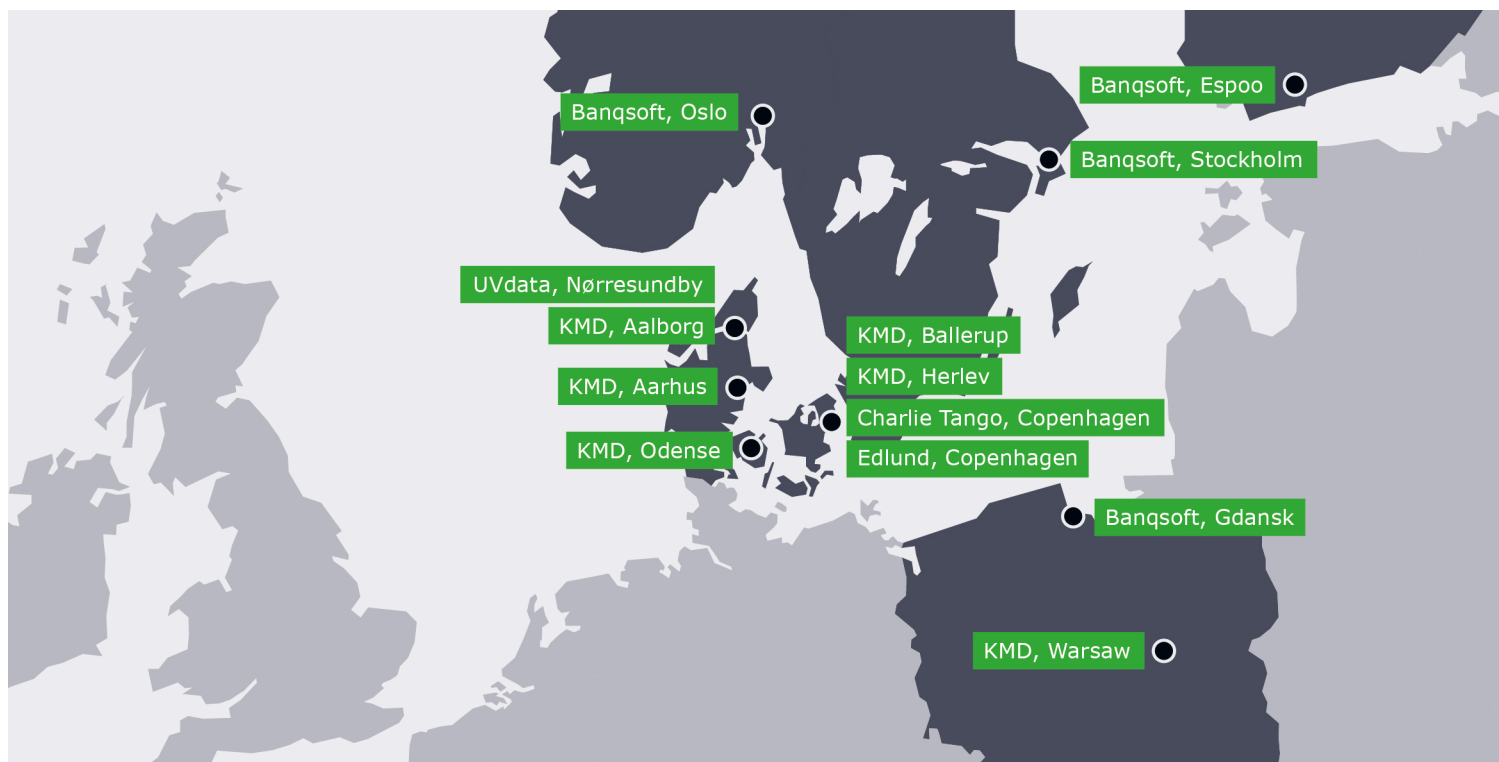 Banqsoft, Espoo
Banqsoft, Oslo
Banqsoft, Stockholm
UVdata, Nørresundby
KMD, Aalborg
KMD, Ballerup
KMD, Herlev
KMD, Aarhus
Charlie Tango, Copenhagen
KMD, Odense
Edlund, Copenhagen
Banqsoft, Gdansk
KMD, Warsaw